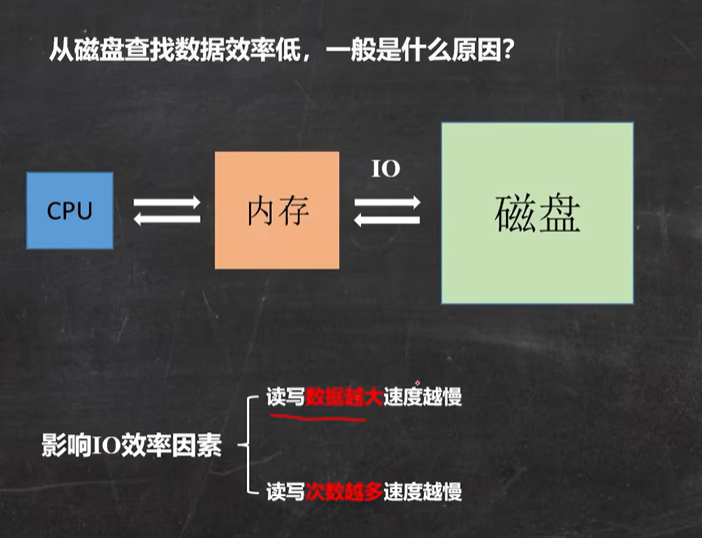 从磁盘查找数据效率低，一般是什么原因？
IO
CPU
内存
磁盘
读写数据越大速度越慢
影响IO效率因素
读写次数越多速度越慢